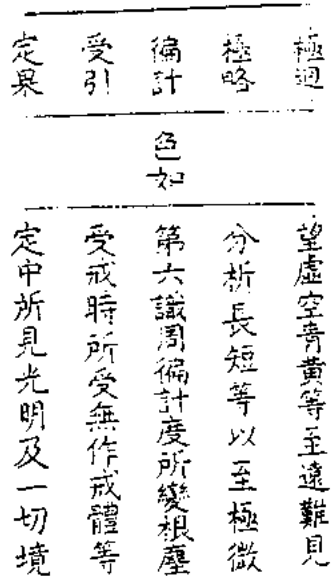 極迥
極略
徧計
受引
定果
色如
望虛空青黃等至遠難見
分析長短等以至極微
第六識周徧計度所變根塵
受戒時所受無作戒體等
定中所見光明及一切境